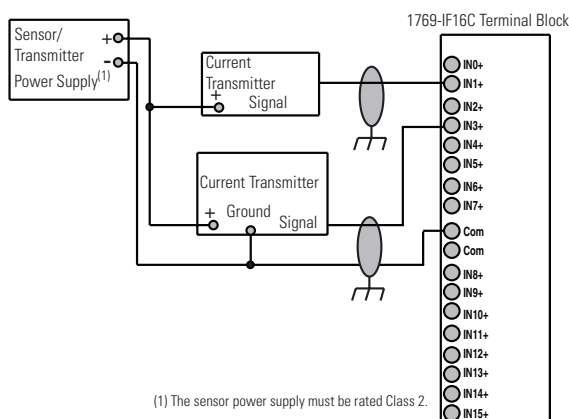 1769-IF16C Terminal Block
Sensor/
Transmitter
Power Supply(1)
+
-
Current
Transmitter
+
Signal
Current Transmitter
+
Ground
Signal
IN0+
IN1+
IN2+
IN3+
IN4+
IN5+
IN6+
IN7+
Com
Com
IN8+
IN9+
IN10+
IN11+
IN12+
IN13+
IN14+
IN15+
(1) The sensor power supply must be rated Class 2.